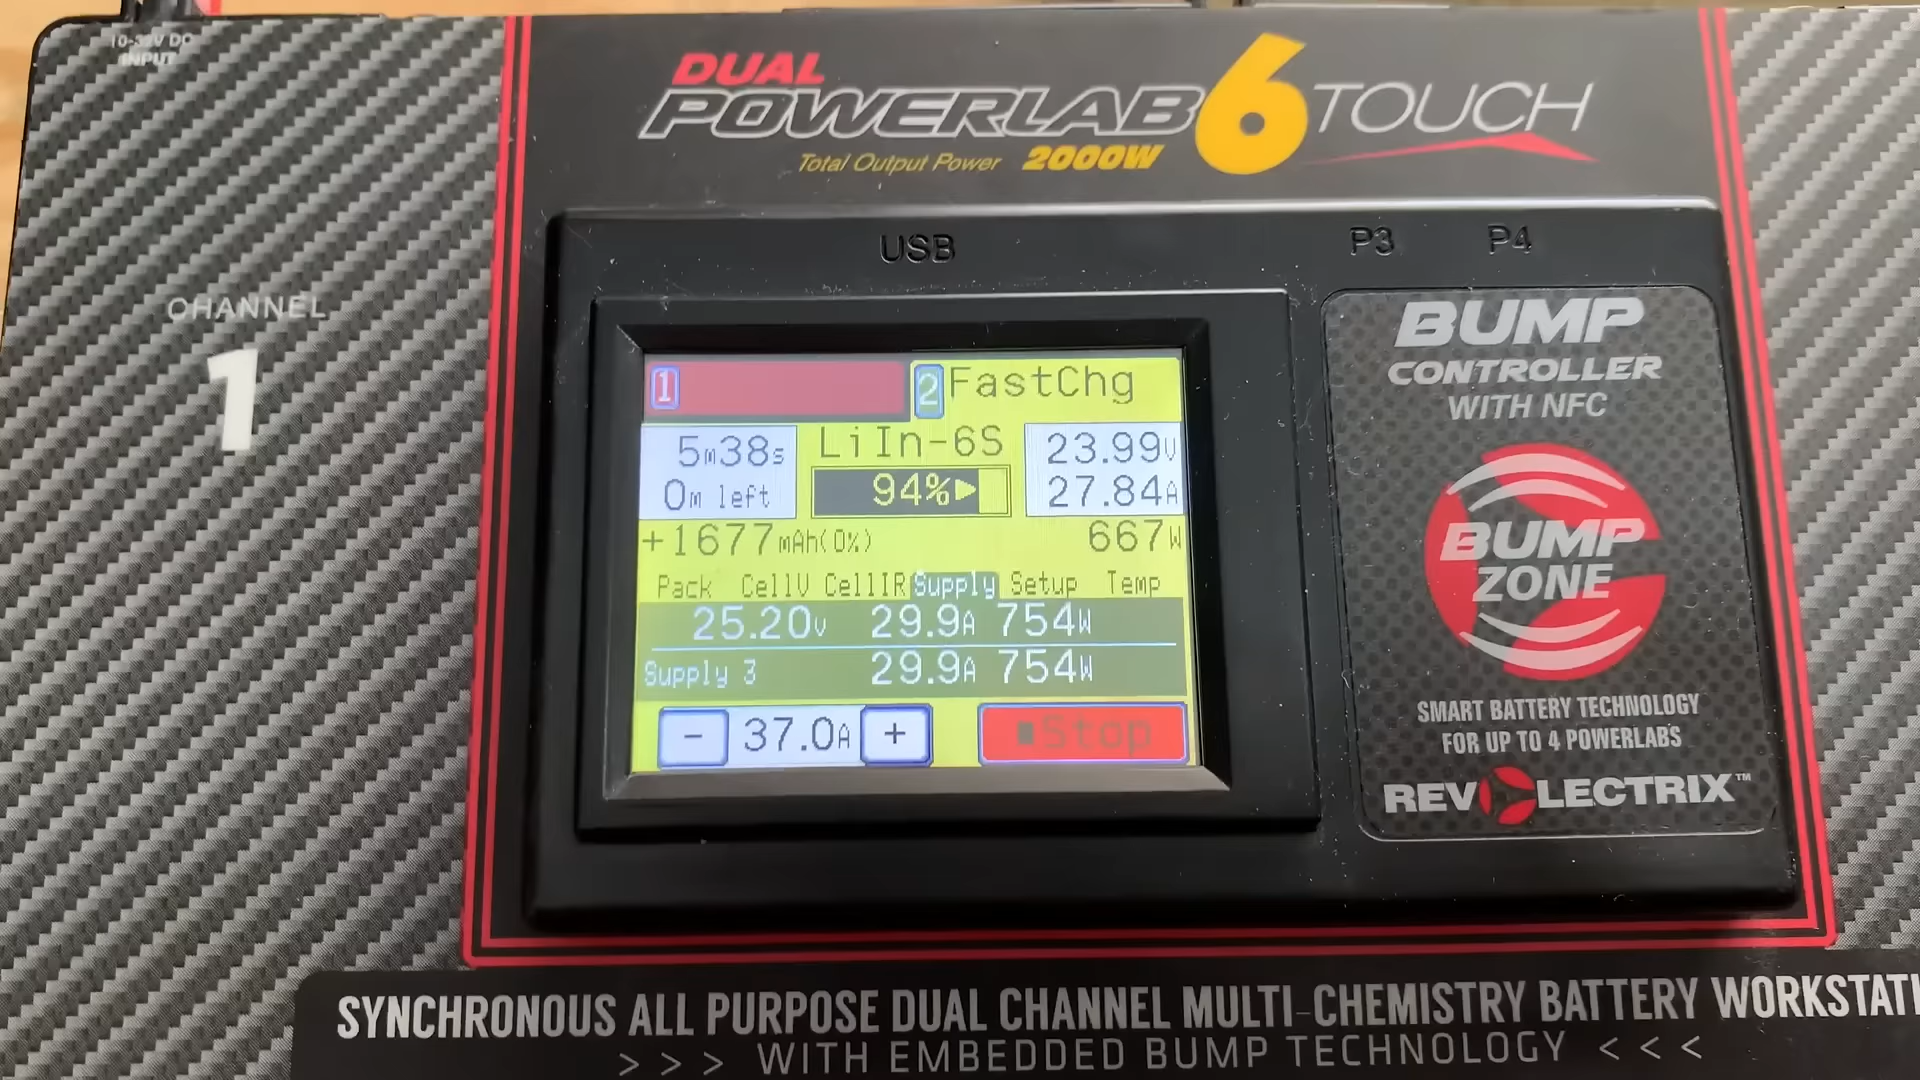 10-32V DC
INPUT
DUAL
POWERLAB 6 TOUCH
Total Output Power 2000W
USB
P3 P4
CHANNEL
1
1
2 FastChg
5m38s
0m left
LiIn-6S
94%
23.99V
27.84A
+1677mAh(0%)
667W
Pack CellV CellIR Supply Setup Temp
25.20V 29.9A 754W
Supply 3 29.9A 754W
- 37.0A + Stop
BUMP
CONTROLLER
WITH NFC
BUMP
ZONE
SMART BATTERY TECHNOLOGY
FOR UP TO 4 POWERLABS
REVOLECTRIX™
SYNCHRONOUS ALL PURPOSE DUAL CHANNEL MULTI-CHEMISTRY BATTERY WORKSTATI
> > > WITH EMBEDDED BUMP TECHNOLOGY < < <